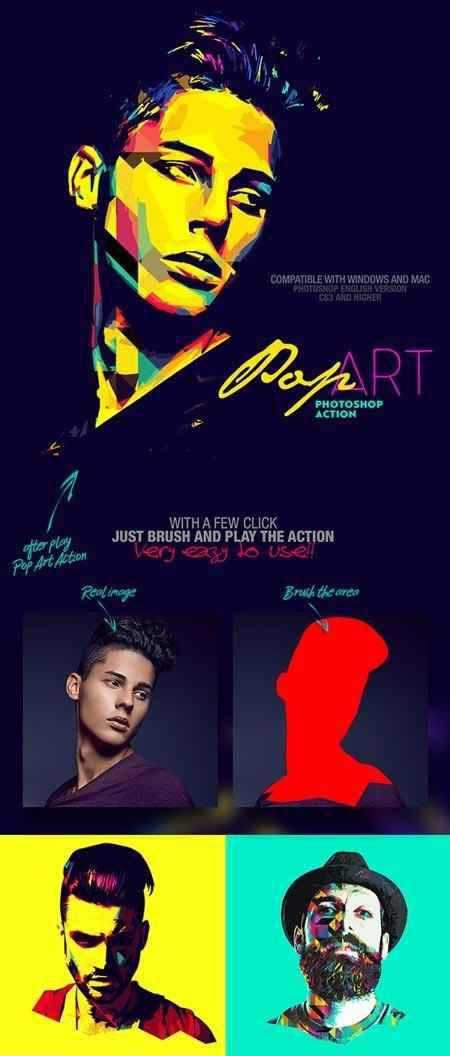 COMPATIBLE WITH WINDOWS AND MAC
PHOTOSHOP ENGLISH VERSION
CS3 AND HIGHER
Pop ART
PHOTOSHOP
ACTION
after play
Pop Art Action
WITH A FEW CLICK
JUST BRUSH AND PLAY THE ACTION
Very eazy to use!!
Real image
Brush the area